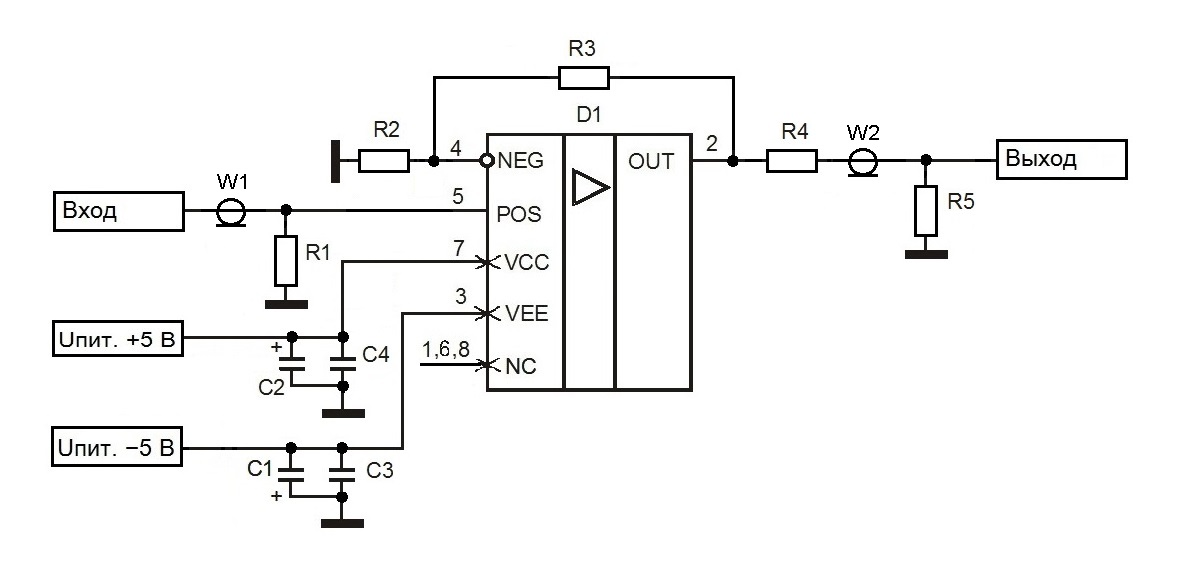 R3
D1
R2
4
NEG
OUT
2
R4
W2
Выход
W1
Вход
5
POS
R5
R1
7
VCC
3
VEE
Uпит. +5 В
+
C4
C2
1,6,8
NC
Uпит. −5 В
C1
C3
+